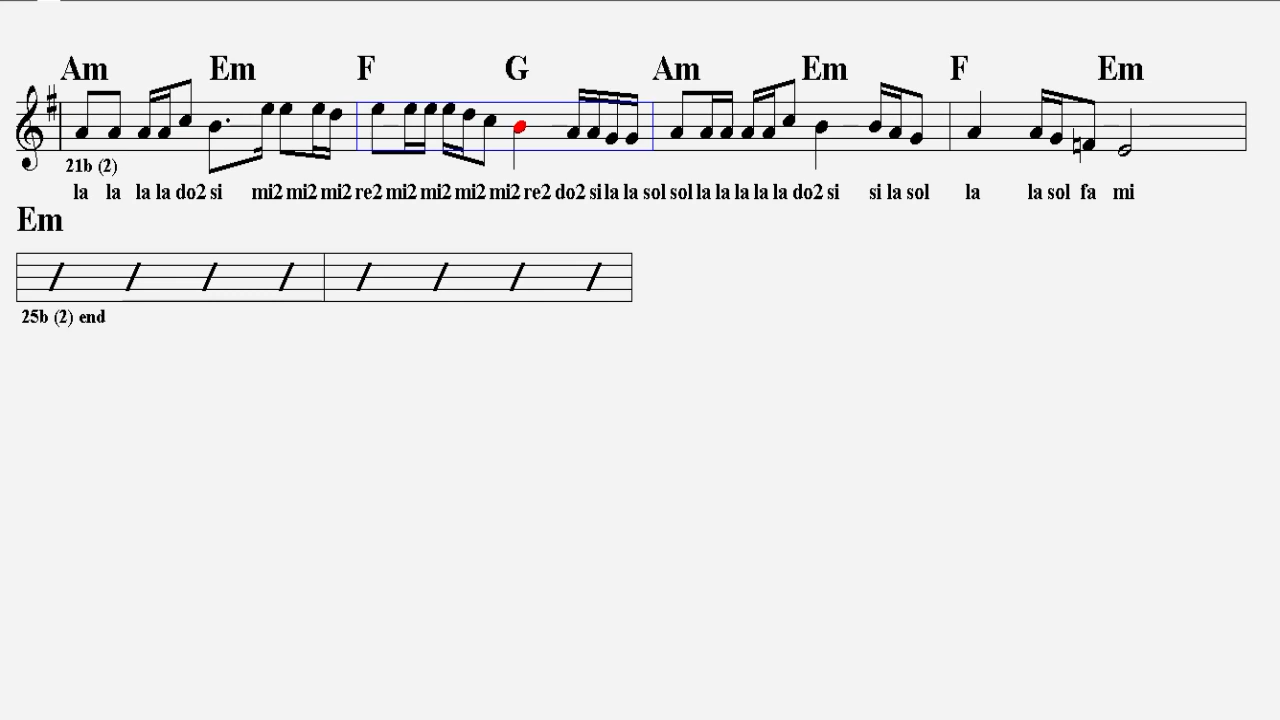 Am Em F G Am Em F Em
21b (2)
la la la la do2 si mi2 mi2 mi2 re2 mi2 mi2 mi2 mi2 re2 do2 si la la sol sol la la la la la do2 si si la sol la la sol fa mi
Em
25b (2) end